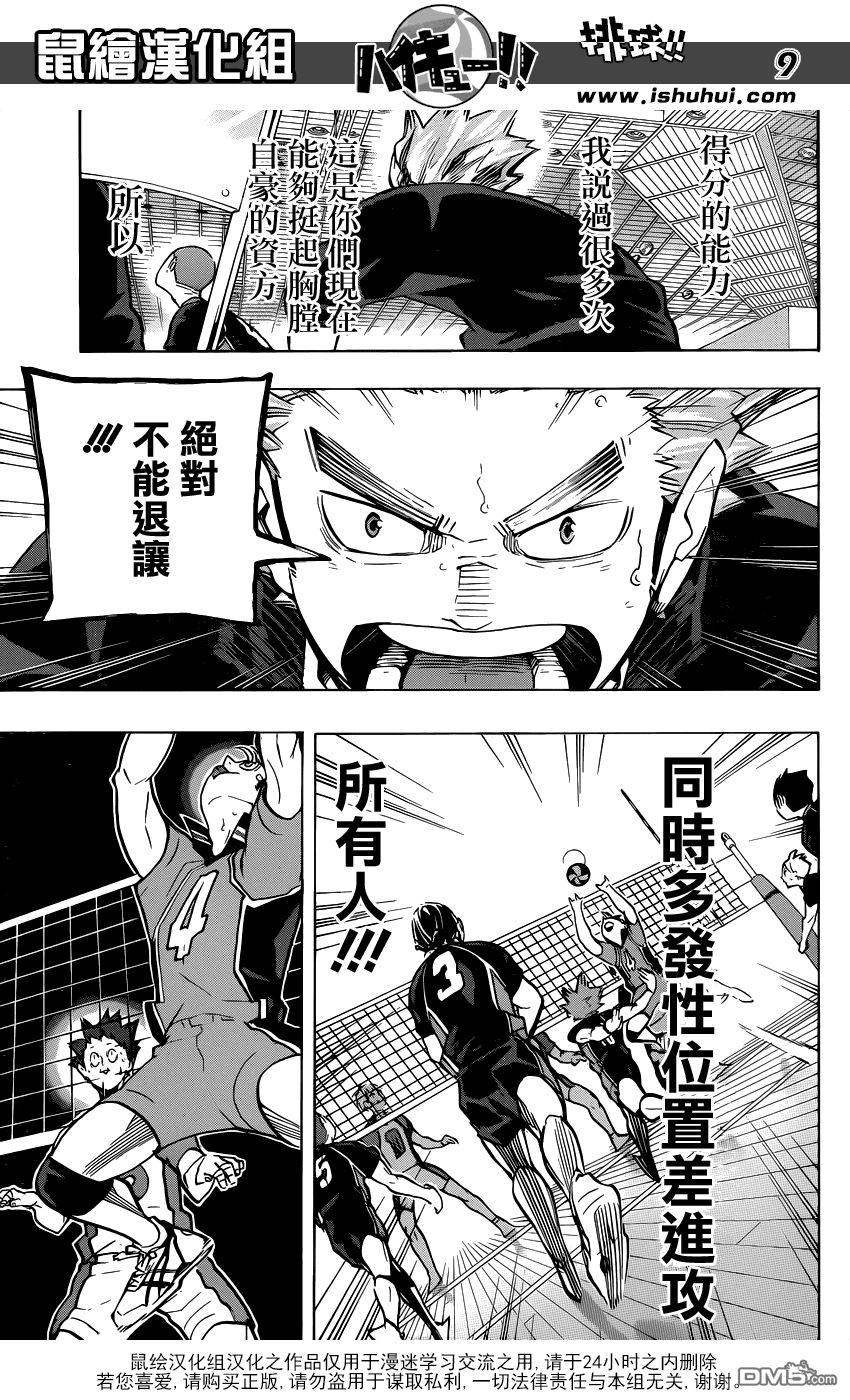 鼠繪漢化組
ハイキュー!!
排球!!
9
www.ishuhui.com
得分的能力
我説過很多次
這是你們現在
能夠挺起胸膛
自豪的資方
所以
絕對
不能退讓
!!!
同時多發性位置差進攻
所有人!!!
3
5
4
鼠绘汉化组汉化之作品仅用于漫迷学习交流之用, 请于24小时之内删除
若您喜爱, 请购买正版, 请勿滥用于谋取私利, 一切法律责任与本组无关, 谢谢。
DM5.com